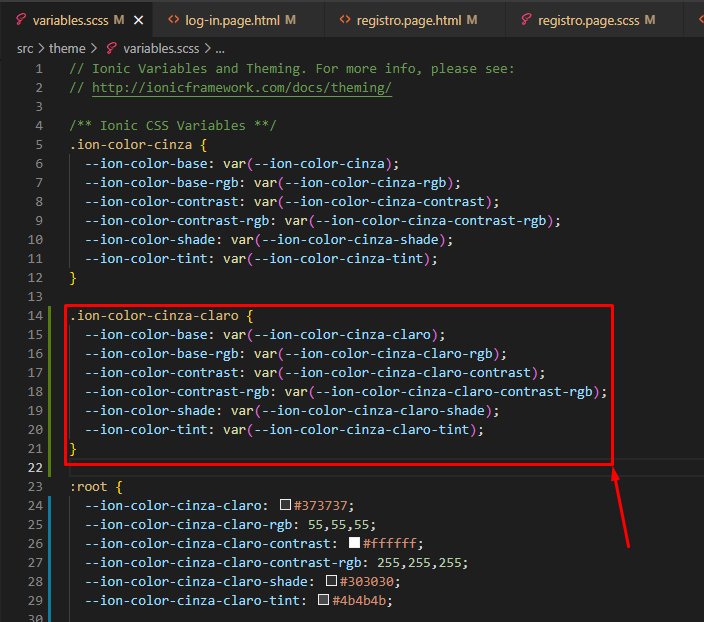 variables.scss M × <> log-in.page.html M <> registro.page.html M registro.page.scss M <
src > theme > variables.scss > ...
1 // Ionic Variables and Theming. For more info, please see:
2 // http://ionicframework.com/docs/theming/
3
4 /** Ionic CSS Variables **/
5 .ion-color-cinza {
6 --ion-color-base: var(--ion-color-cinza);
7 --ion-color-base-rgb: var(--ion-color-cinza-rgb);
8 --ion-color-contrast: var(--ion-color-cinza-contrast);
9 --ion-color-contrast-rgb: var(--ion-color-cinza-contrast-rgb);
10 --ion-color-shade: var(--ion-color-cinza-shade);
11 --ion-color-tint: var(--ion-color-cinza-tint);
12 }
13
14 .ion-color-cinza-claro {
15 --ion-color-base: var(--ion-color-cinza-claro);
16 --ion-color-base-rgb: var(--ion-color-cinza-claro-rgb);
17 --ion-color-contrast: var(--ion-color-cinza-claro-contrast);
18 --ion-color-contrast-rgb: var(--ion-color-cinza-claro-contrast-rgb);
19 --ion-color-shade: var(--ion-color-cinza-claro-shade);
20 --ion-color-tint: var(--ion-color-cinza-claro-tint);
21 }
22
23 :root {
24 --ion-color-cinza-claro: #373737;
25 --ion-color-cinza-claro-rgb: 55,55,55;
26 --ion-color-cinza-claro-contrast: #ffffff;
27 --ion-color-cinza-claro-contrast-rgb: 255,255,255;
28 --ion-color-cinza-claro-shade: #303030;
29 --ion-color-cinza-claro-tint: #4b4b4b;
30